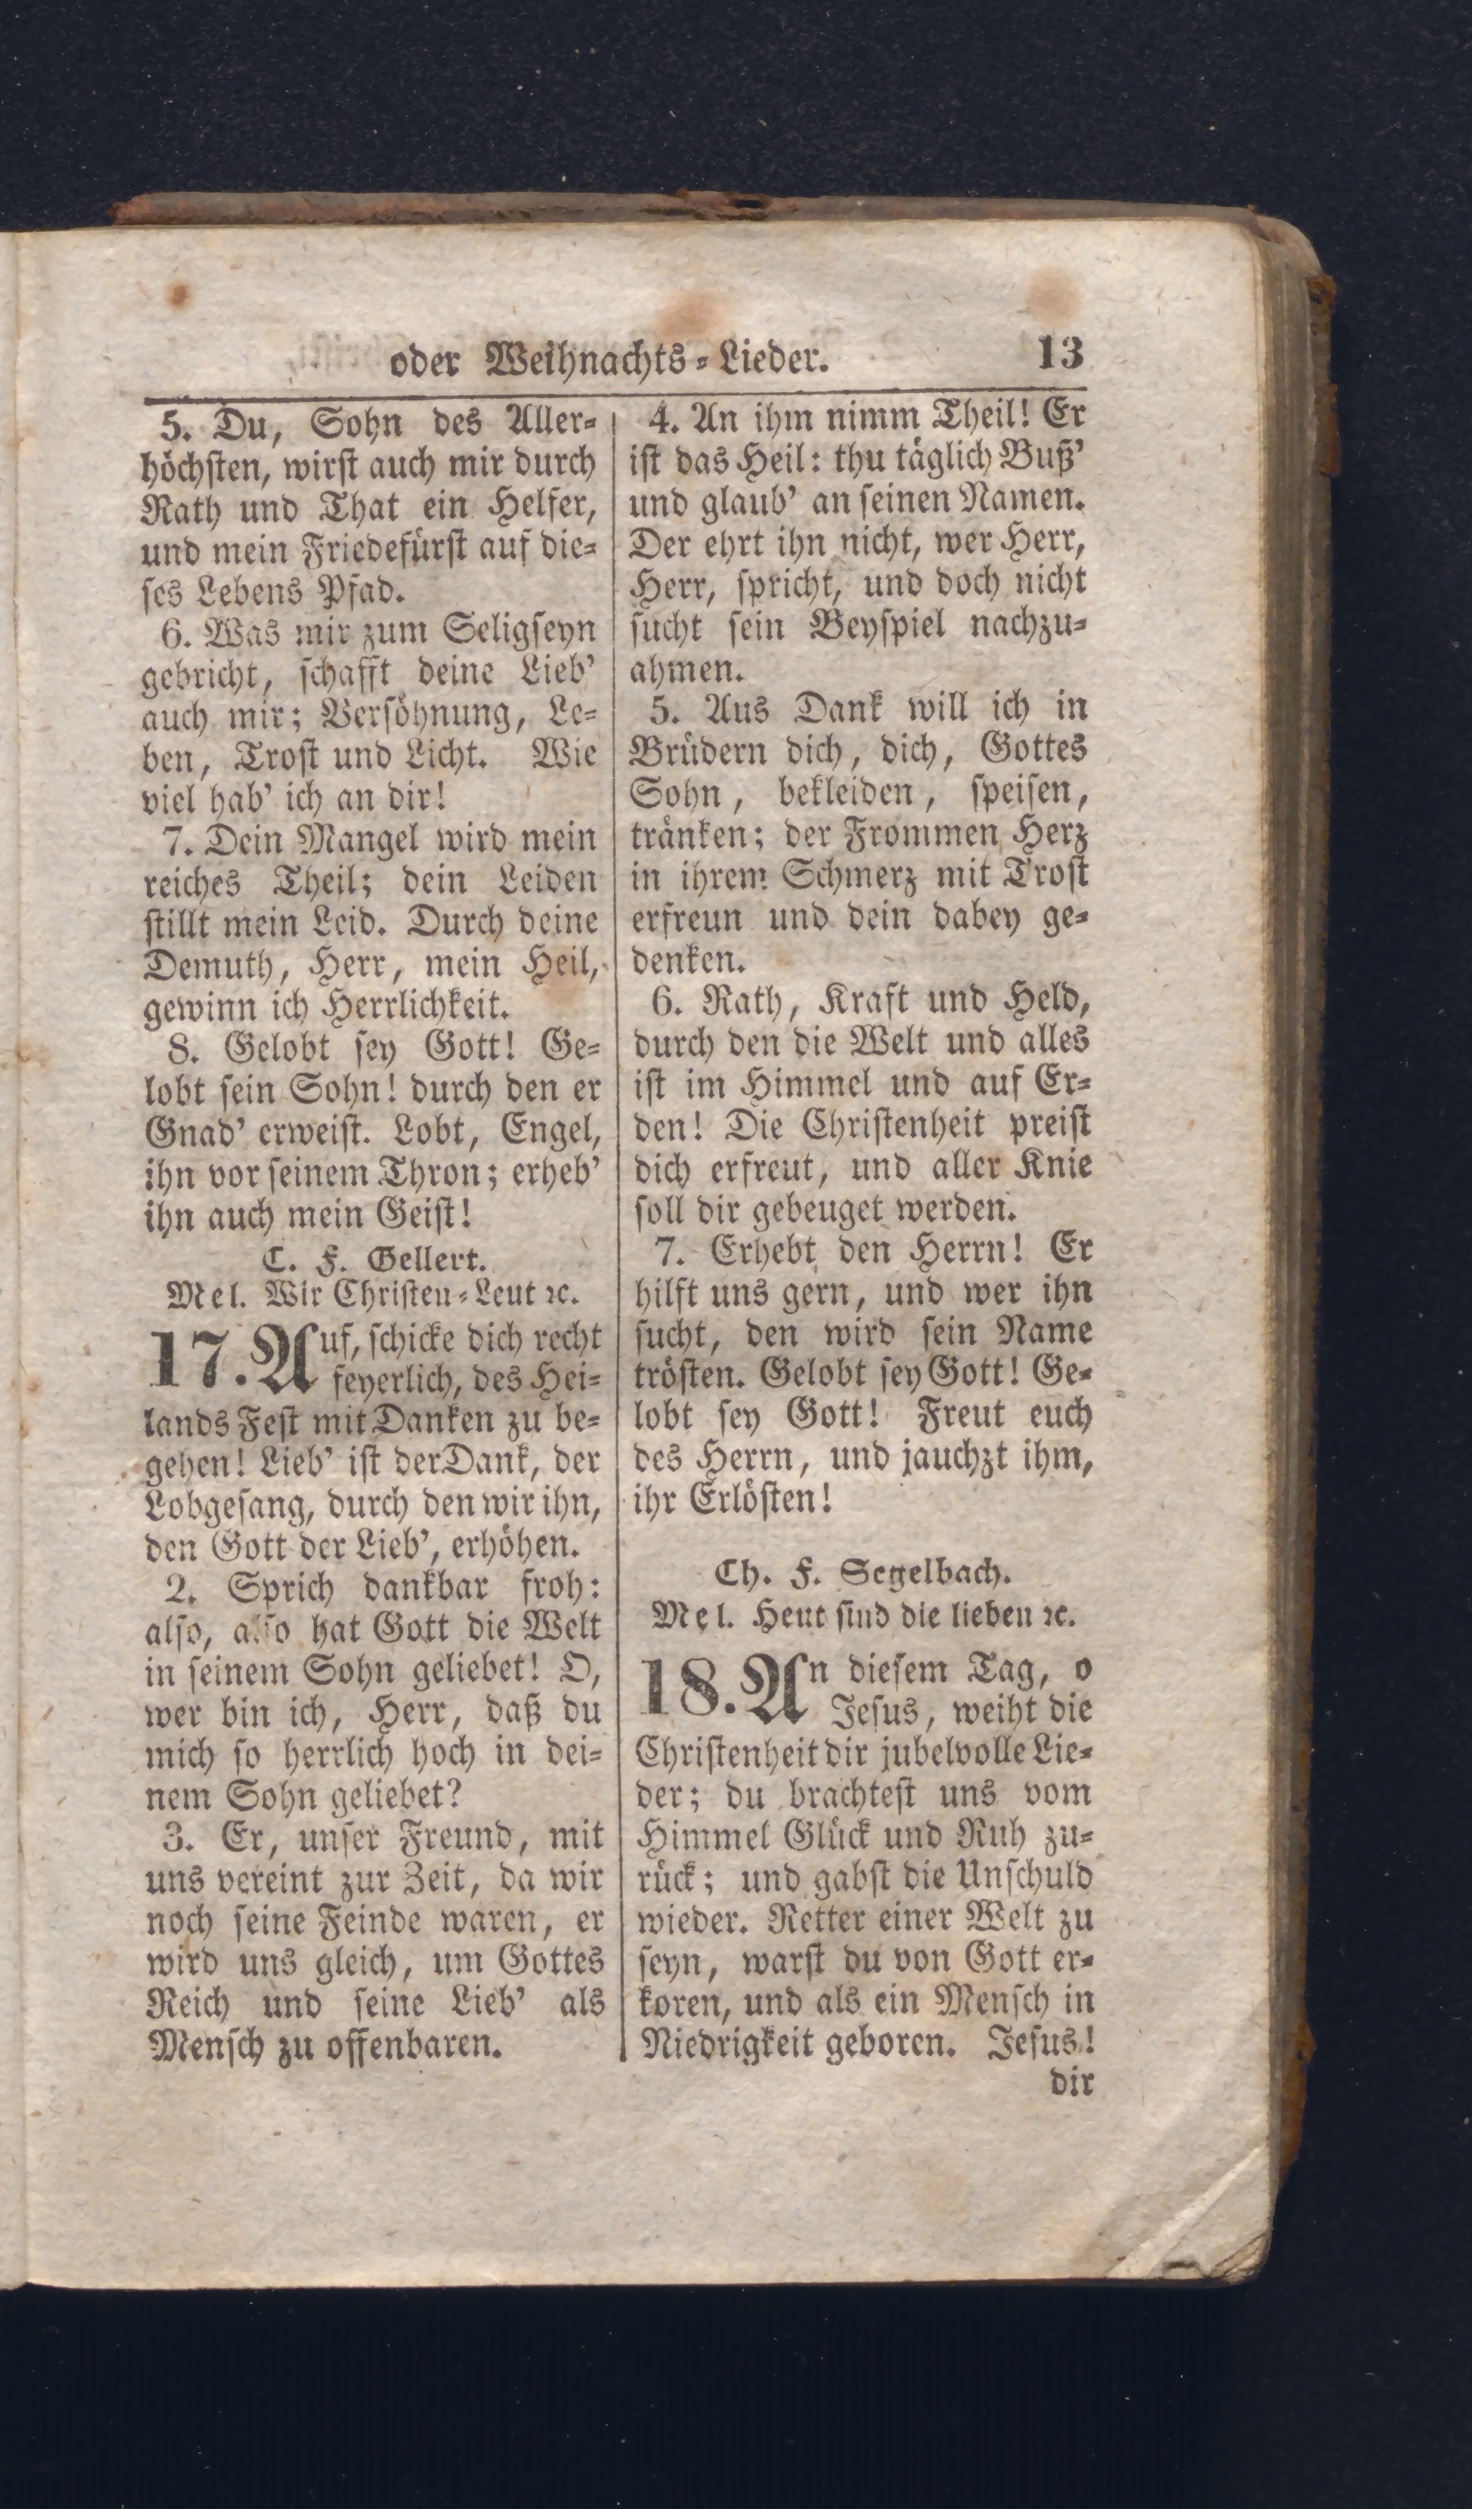 oder Weihnachts-Lieder. 13
5. Du, Sohn des Aller-
höchsten, wirst auch mir durch
Rath und That ein Helfer,
und mein Friedefürst auf die-
ses Lebens Pfad.
6. Was mir zum Seligseyn
gebricht, schafft deine Lieb'
auch mir; Versöhnung, Le-
ben, Trost und Licht. Wie
viel hab' ich an dir!
7. Dein Mangel wird mein
reiches Theil; dein Leiden
stillt mein Leid. Durch deine
Demuth, Herr, mein Heil,
gewinn ich Herrlichkeit.
8. Gelobt sey Gott! Ge-
lobt sein Sohn! durch den er
Gnad' erweist. Lobt, Engel,
ihn vor seinem Thron; erheb'
ihn auch mein Geist!
C. F. Gellert.
Mel. Wir Christen-Leut ꝛc.
17. Auf, schicke dich recht
feyerlich, des Hei-
lands Fest mit Danken zu be-
gehen! Lieb' ist der Dank, der
Lobgesang, durch den wir ihn,
den Gott der Lieb', erhöhen.
2. Sprich dankbar froh:
also, also hat Gott die Welt
in seinem Sohn geliebet! O,
wer bin ich, Herr, daß du
mich so herrlich hoch in dei-
nem Sohn geliebet?
3. Er, unser Freund, mit
uns vereint zur Zeit, da wir
noch seine Feinde waren, er
wird uns gleich, um Gottes
Reich und seine Lieb' als
Mensch zu offenbaren.
4. An ihm nimm Theil! Er
ist das Heil: thu täglich Buß'
und glaub' an seinen Namen.
Der ehrt ihn nicht, wer Herr,
Herr, spricht, und doch nicht
sucht sein Beyspiel nachzu-
ahmen.
5. Aus Dank will ich in
Brüdern dich, dich, Gottes
Sohn, bekleiden, speisen,
tränken; der Frommen Herz
in ihrem Schmerz mit Trost
erfreun und dein dabey ge-
denken.
6. Rath, Kraft und Held,
durch den die Welt und alles
ist im Himmel und auf Er-
den! Die Christenheit preist
dich erfreut, und aller Knie
soll dir gebeuget werden.
7. Erhebt den Herrn! Er
hilft uns gern, und wer ihn
sucht, den wird sein Name
trösten. Gelobt sey Gott! Ge-
lobt sey Gott! Freut euch
des Herrn, und jauchzt ihm,
ihr Erlösten!
Ch. F. Segelbach.
Mel. Heut sind die lieben ꝛc.
18. An diesem Tag, o
Jesus, weiht die
Christenheit dir jubelvolle Lie-
der; du brachtest uns vom
Himmel Glück und Ruh zu-
rück; und gabst die Unschuld
wieder. Retter einer Welt zu
seyn, warst du von Gott er-
koren, und als ein Mensch in
Niedrigkeit geboren. Jesus!
dir